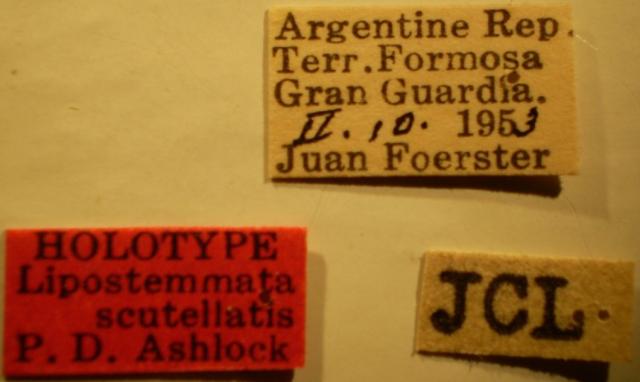 Argentine Rep.
Terr. Formosa
Gran Guardia.
II. 10. 1953
Juan Foerster
HOLOTYPE
Lipostemmata
scutellatis
P. D. Ashlock
JCL.